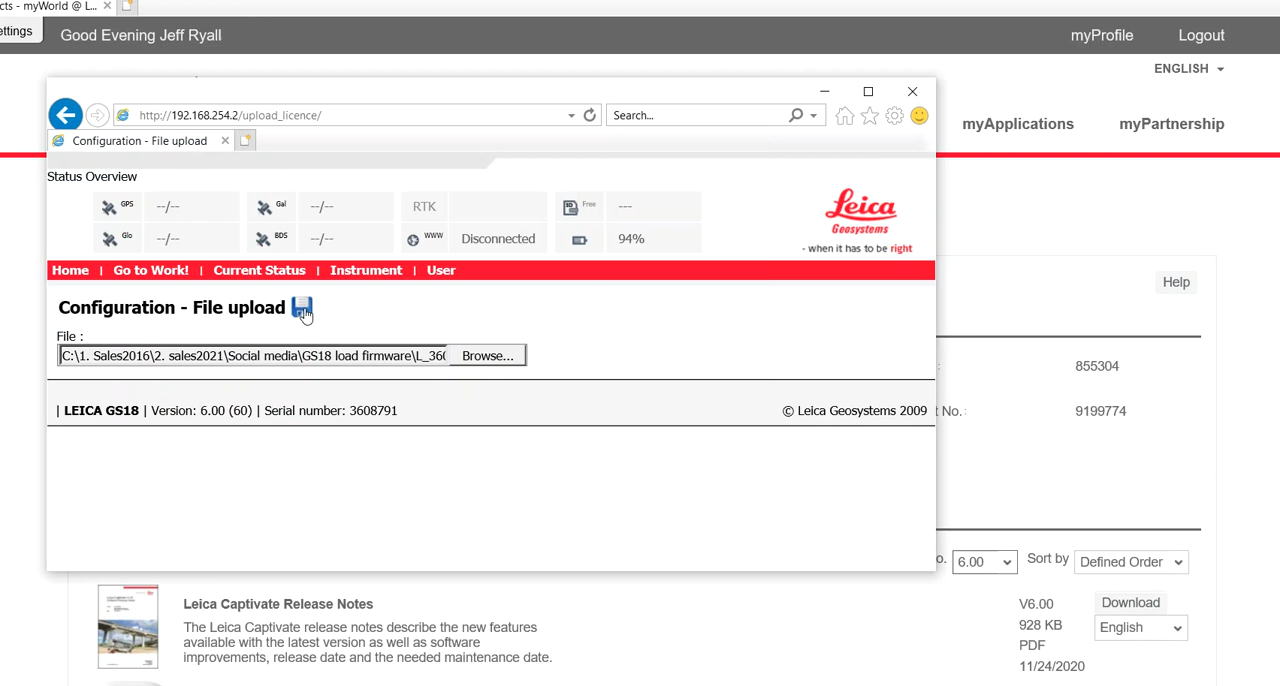 cts - myWorld @ L...
ettings
Good Evening Jeff Ryall
myProfile
Logout
ENGLISH
myApplications
myPartnership
http://192.168.254.2/upload_licence/
Search...
Configuration - File upload
Status Overview
GPS --/--
Gal --/--
RTK
SD Free ---
Glo --/--
BDS --/--
WWW Disconnected
94%
Leica
Geosystems
- when it has to be right
Home | Go to Work! | Current Status | Instrument | User
Configuration - File upload
File :
C:\1. Sales2016\2. sales2021\Social media\GS18 load firmware\L_360
Browse...
| LEICA GS18 | Version: 6.00 (60) | Serial number: 3608791
© Leica Geosystems 2009
Help
: 855304
t No.: 9199774
o. 6.00
Sort by Defined Order
Leica Captivate Release Notes
The Leica Captivate release notes describe the new features
available with the latest version as well as software
improvements, release date and the needed maintenance date.
V6.00
928 KB
PDF
11/24/2020
Download
English